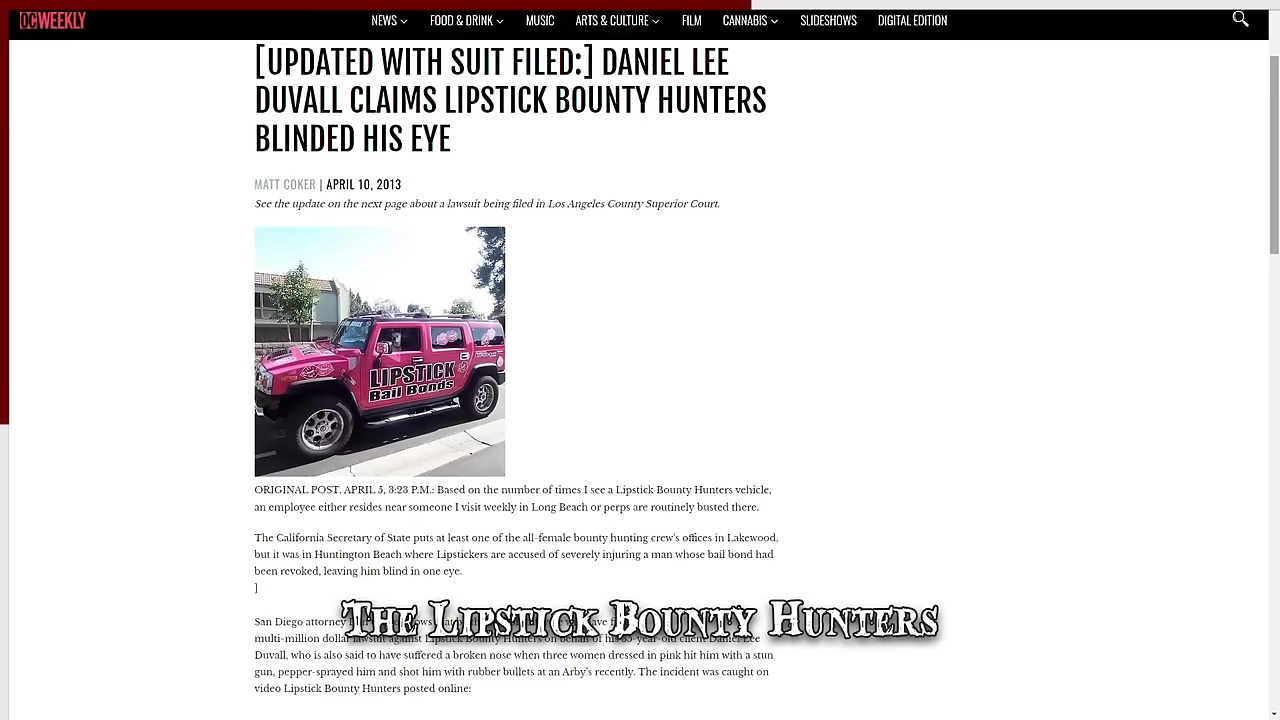 OCWEEKLY
NEWS FOOD & DRINK MUSIC ARTS & CULTURE FILM CANNABIS SLIDESHOWS DIGITAL EDITION
[UPDATED WITH SUIT FILED:] DANIEL LEE
DUVALL CLAIMS LIPSTICK BOUNTY HUNTERS
BLINDED HIS EYE
MATT COKER | APRIL 10, 2013
See the update on the next page about a lawsuit being filed in Los Angeles County Superior Court.
LIPSTICK
Bail Bonds
ORIGINAL POST, APRIL 5, 3:23 P.M.: Based on the number of times I see a Lipstick Bounty Hunters vehicle,
an employee either resides near someone I visit weekly in Long Beach or perps are routinely busted there.
The California Secretary of State puts at least one of the all-female bounty hunting crew's offices in Lakewood,
but it was in Huntington Beach where Lipstickers are accused of severely injuring a man whose bail bond had
been revoked, leaving him blind in one eye.
]
The Lipstick Bounty Hunters
San Diego attorney
multi-million dollar lawsuit against Lipstick Bounty Hunters on behalf of his 55-year-old client Daniel Lee
Duvall, who is also said to have suffered a broken nose when three women dressed in pink hit him with a stun
gun, pepper-sprayed him and shot him with rubber bullets at an Arby's recently. The incident was caught on
video Lipstick Bounty Hunters posted online: